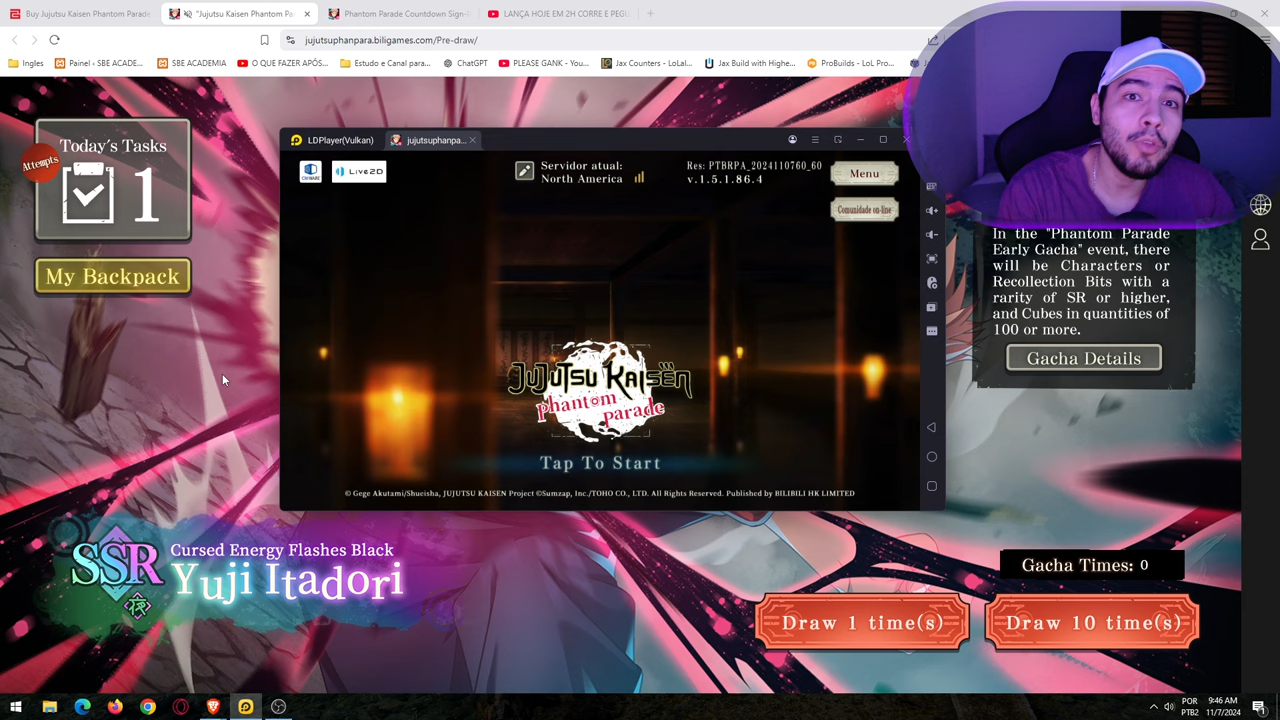 Buy Jujutsu Kaisen Phantom Parade
"Jujutsu Kaisen Phantom Pa
Phantom Parade Countdown Sign-
LANÇA HOJE EM 2H CORRE E PEG
jujutsuphanpara.biligames.com/Pre-draw/
Ingles
Painel ‹ SBE ACADE...
SBE ACADEMIA
O QUE FAZER APÓS...
Estudo e Canal para...
ChatGPT
PLEASE GANK - You...
Jax Counters - LoLal...
Jax Build with Highe...
ProBuilds - LoL Pro...
Attempts
Today's Tasks
1
My Backpack
LDPlayer(Vulkan)
jujutsuphanpa...
CRIWARE
Live2D
Servidor atual:
North America
Res: PTBRPA_2024110760_60
v.1.5.1.86.4
Menu
Comunidade on-line
JUJUTSU KAISEN
Phantom
parade
Tap To Start
© Gege Akutami/Shueisha, JUJUTSU KAISEN Project ©Sumzap, Inc./TOHO CO., LTD. All Rights Reserved. Published by BILIBILI HK LIMITED
In the "Phantom Parade
Early Gacha" event, there
will be Characters or
Recollection Bits with a
rarity of SR or higher,
and Cubes in quantities of
100 or more.
Gacha Details
SSR
Cursed Energy Flashes Black
Yuji Itadori
Gacha Times: 0
Draw 1 time(s)
Draw 10 time(s)
POR
PTB2
9:46 AM
11/7/2024
1